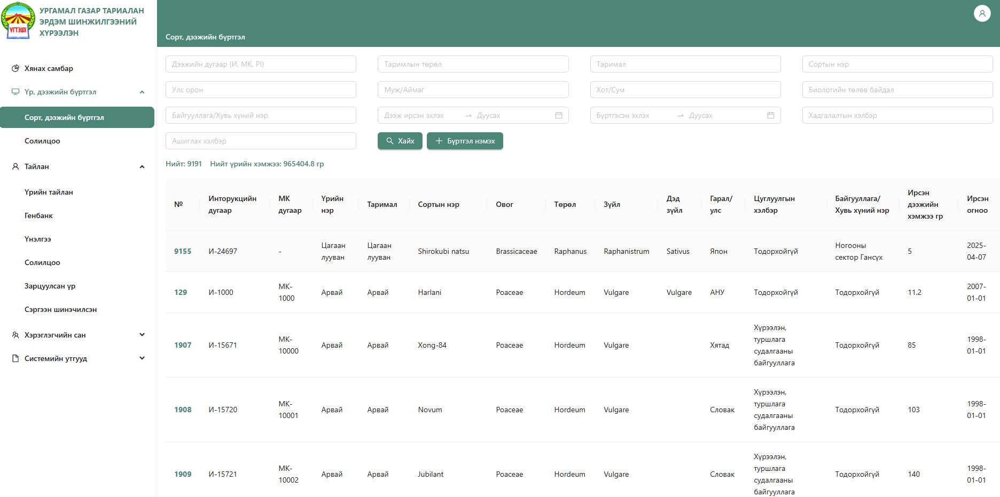 УГТЭШХ
УРГАМАЛ ГАЗАР ТАРИАЛАН
ЭРДЭМ ШИНЖИЛГЭЭНИЙ
ХҮРЭЭЛЭН
Хянах самбар
Үр, дээжийн бүртгэл
Сорт, дээжийн бүртгэл
Солилцоо
Тайлан
Үрийн тайлан
Генбанк
Үнэлгээ
Солилцоо
Зарцуулсан үр
Сэргээн шинэчилсэн
Хэрэглэгчийн сан
Системийн утгууд
Сорт, дээжийн бүртгэл
Дээжийн дугаар (И, МК, PI) Таримлын төрөл Таримал Сортын нэр
Улс орон Муж/Аймаг Хот/Сум Биологийн төлөв байдал
Байгууллага/Хувь хүний нэр Дээж ирсэн эхлэх → Дуусах Бүртгэсэн эхлэх → Дуусах Хадгалалтын хэлбэр
Ашиглах хэлбэр Хайх + Бүртгэл нэмэх
Нийт: 9191 Нийт үрийн хэмжээ: 965404.8 гр
№ Инторукцийн дугаар МК дугаар Үрийн нэр Таримал Сортын нэр Овог Төрөл Зүйл Дэд зүйл Гарал/улс Цуглуулгын хэлбэр Байгууллага/Хувь хүний нэр Ирсэн дээжийн хэмжээ гр Ирсэн огноо
9155 И-24697 - Цагаан лууван Цагаан лууван Shirokubi natsu Brassicaceae Raphanus Raphanistrum Sativus Япон Тодорхойгүй Ногооны сектор Гансүх 5 2025-04-07
129 И-1000 МК-1000 Арвай Арвай Harlani Poaceae Hordeum Vulgare Vulgare АНУ Тодорхойгүй Тодорхойгүй 11.2 2007-01-01
1907 И-15671 МК-10000 Арвай Арвай Xong-84 Poaceae Hordeum Vulgare Хятад Хүрээлэн, туршлага судалгааны байгууллага Тодорхойгүй 85 1998-01-01
1908 И-15720 МК-10001 Арвай Арвай Novum Poaceae Hordeum Vulgare Словак Хүрээлэн, туршлага судалгааны байгууллага Тодорхойгүй 103 1998-01-01
1909 И-15721 МК-10002 Арвай Арвай Jubilant Poaceae Hordeum Vulgare Словак Хүрээлэн, туршлага судалгааны байгууллага Тодорхойгүй 140 1998-01-01